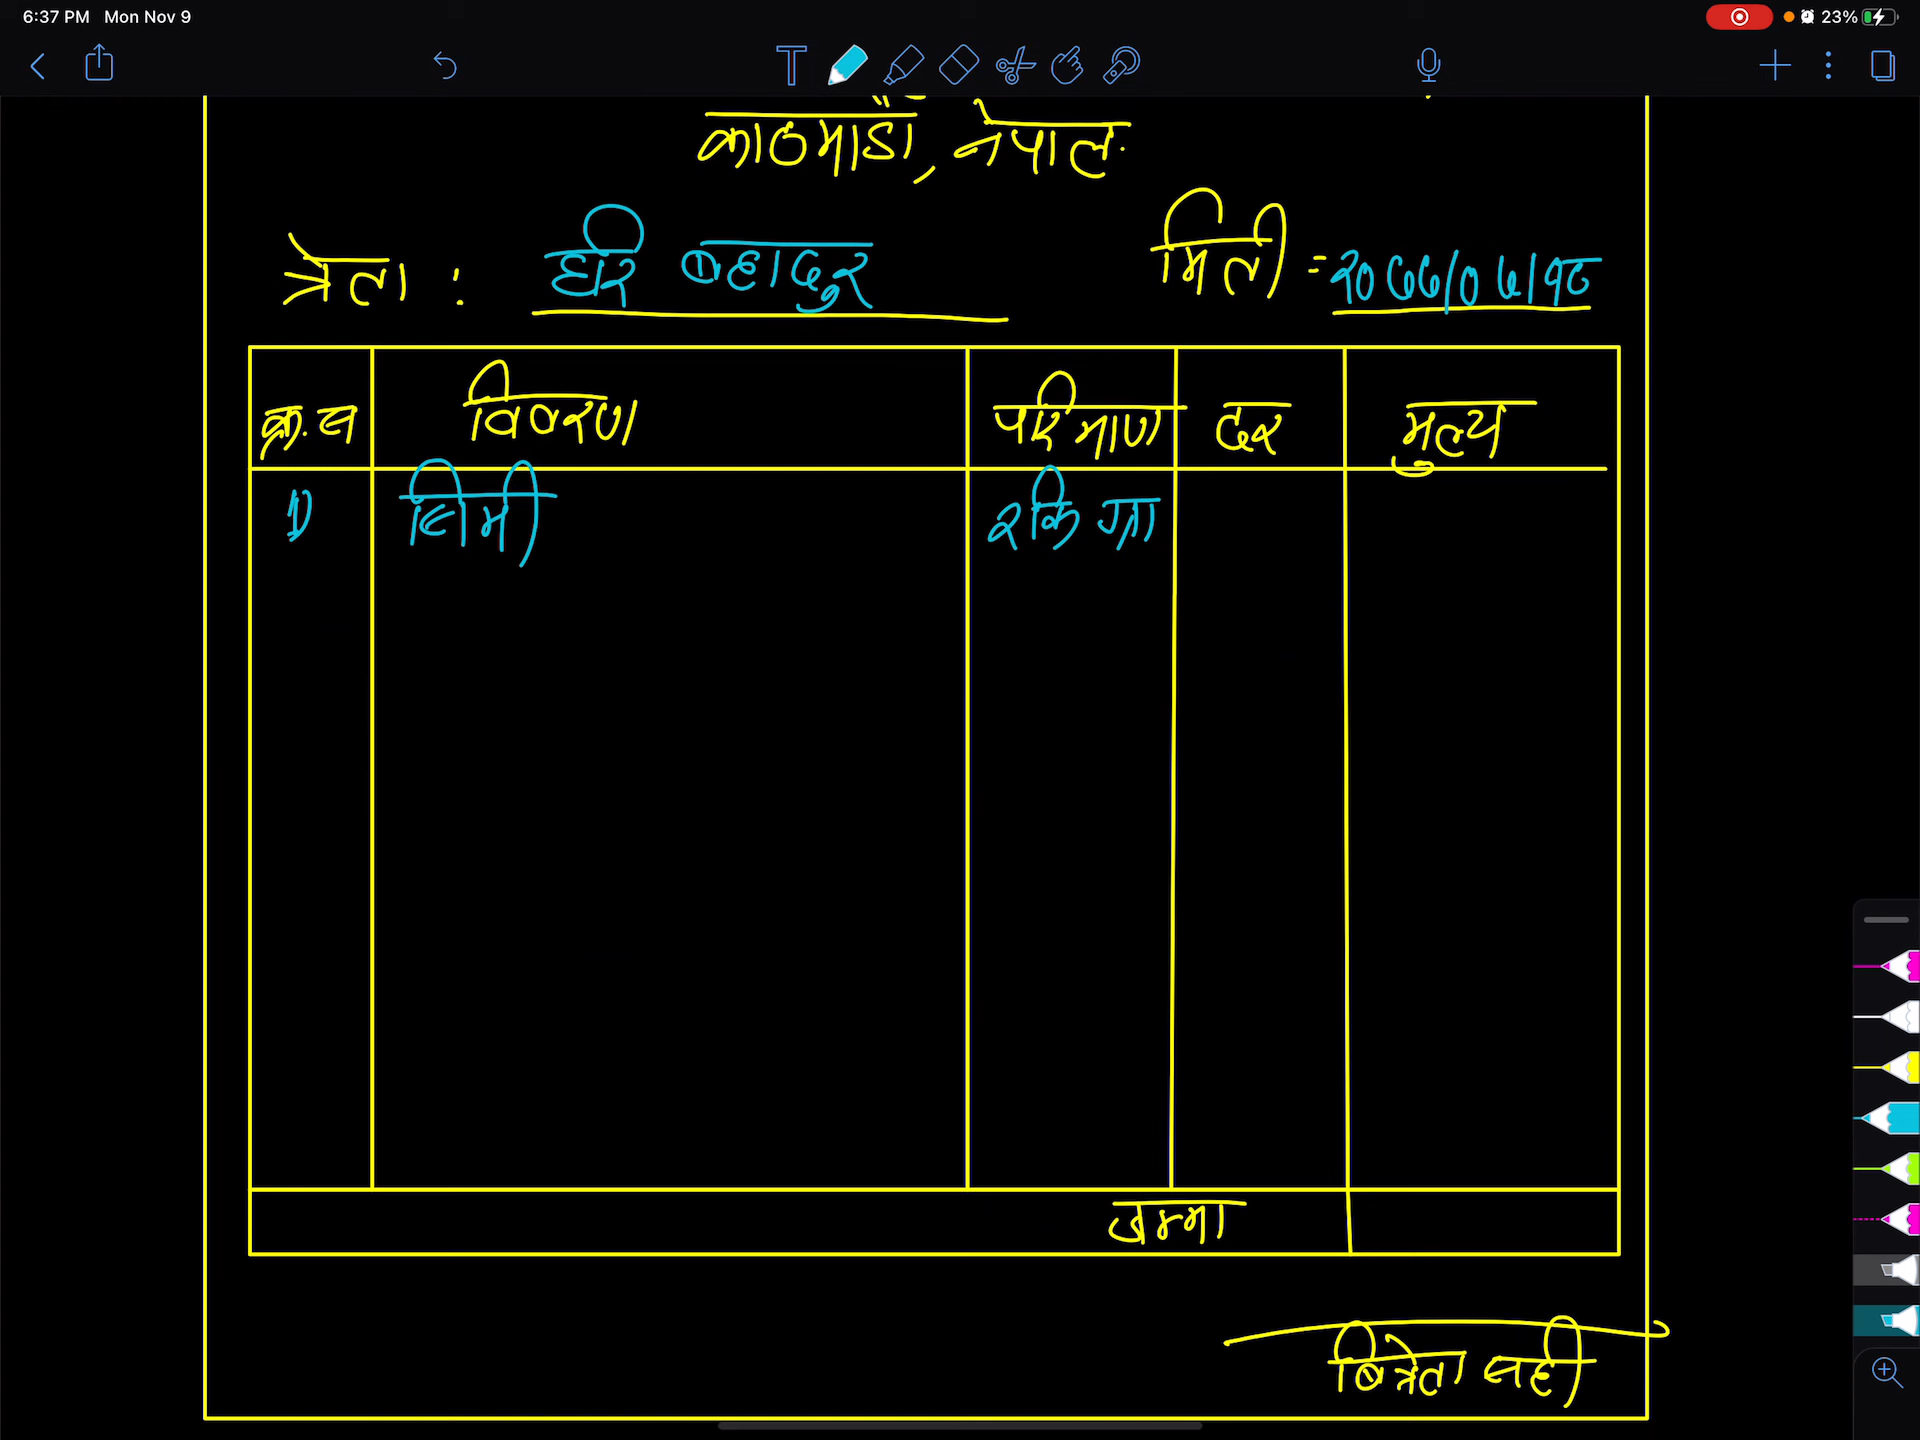 6:37 PM Mon Nov 9
23%
काठमाडौं, नेपाल.
क्रेता : धीर बहादुर मिती = २०७७/०७/१८
क्र.स विवरण परिमाण दर मुल्य
१) सिमी २ कि ग्रा
जम्मा
बिक्रेता सही